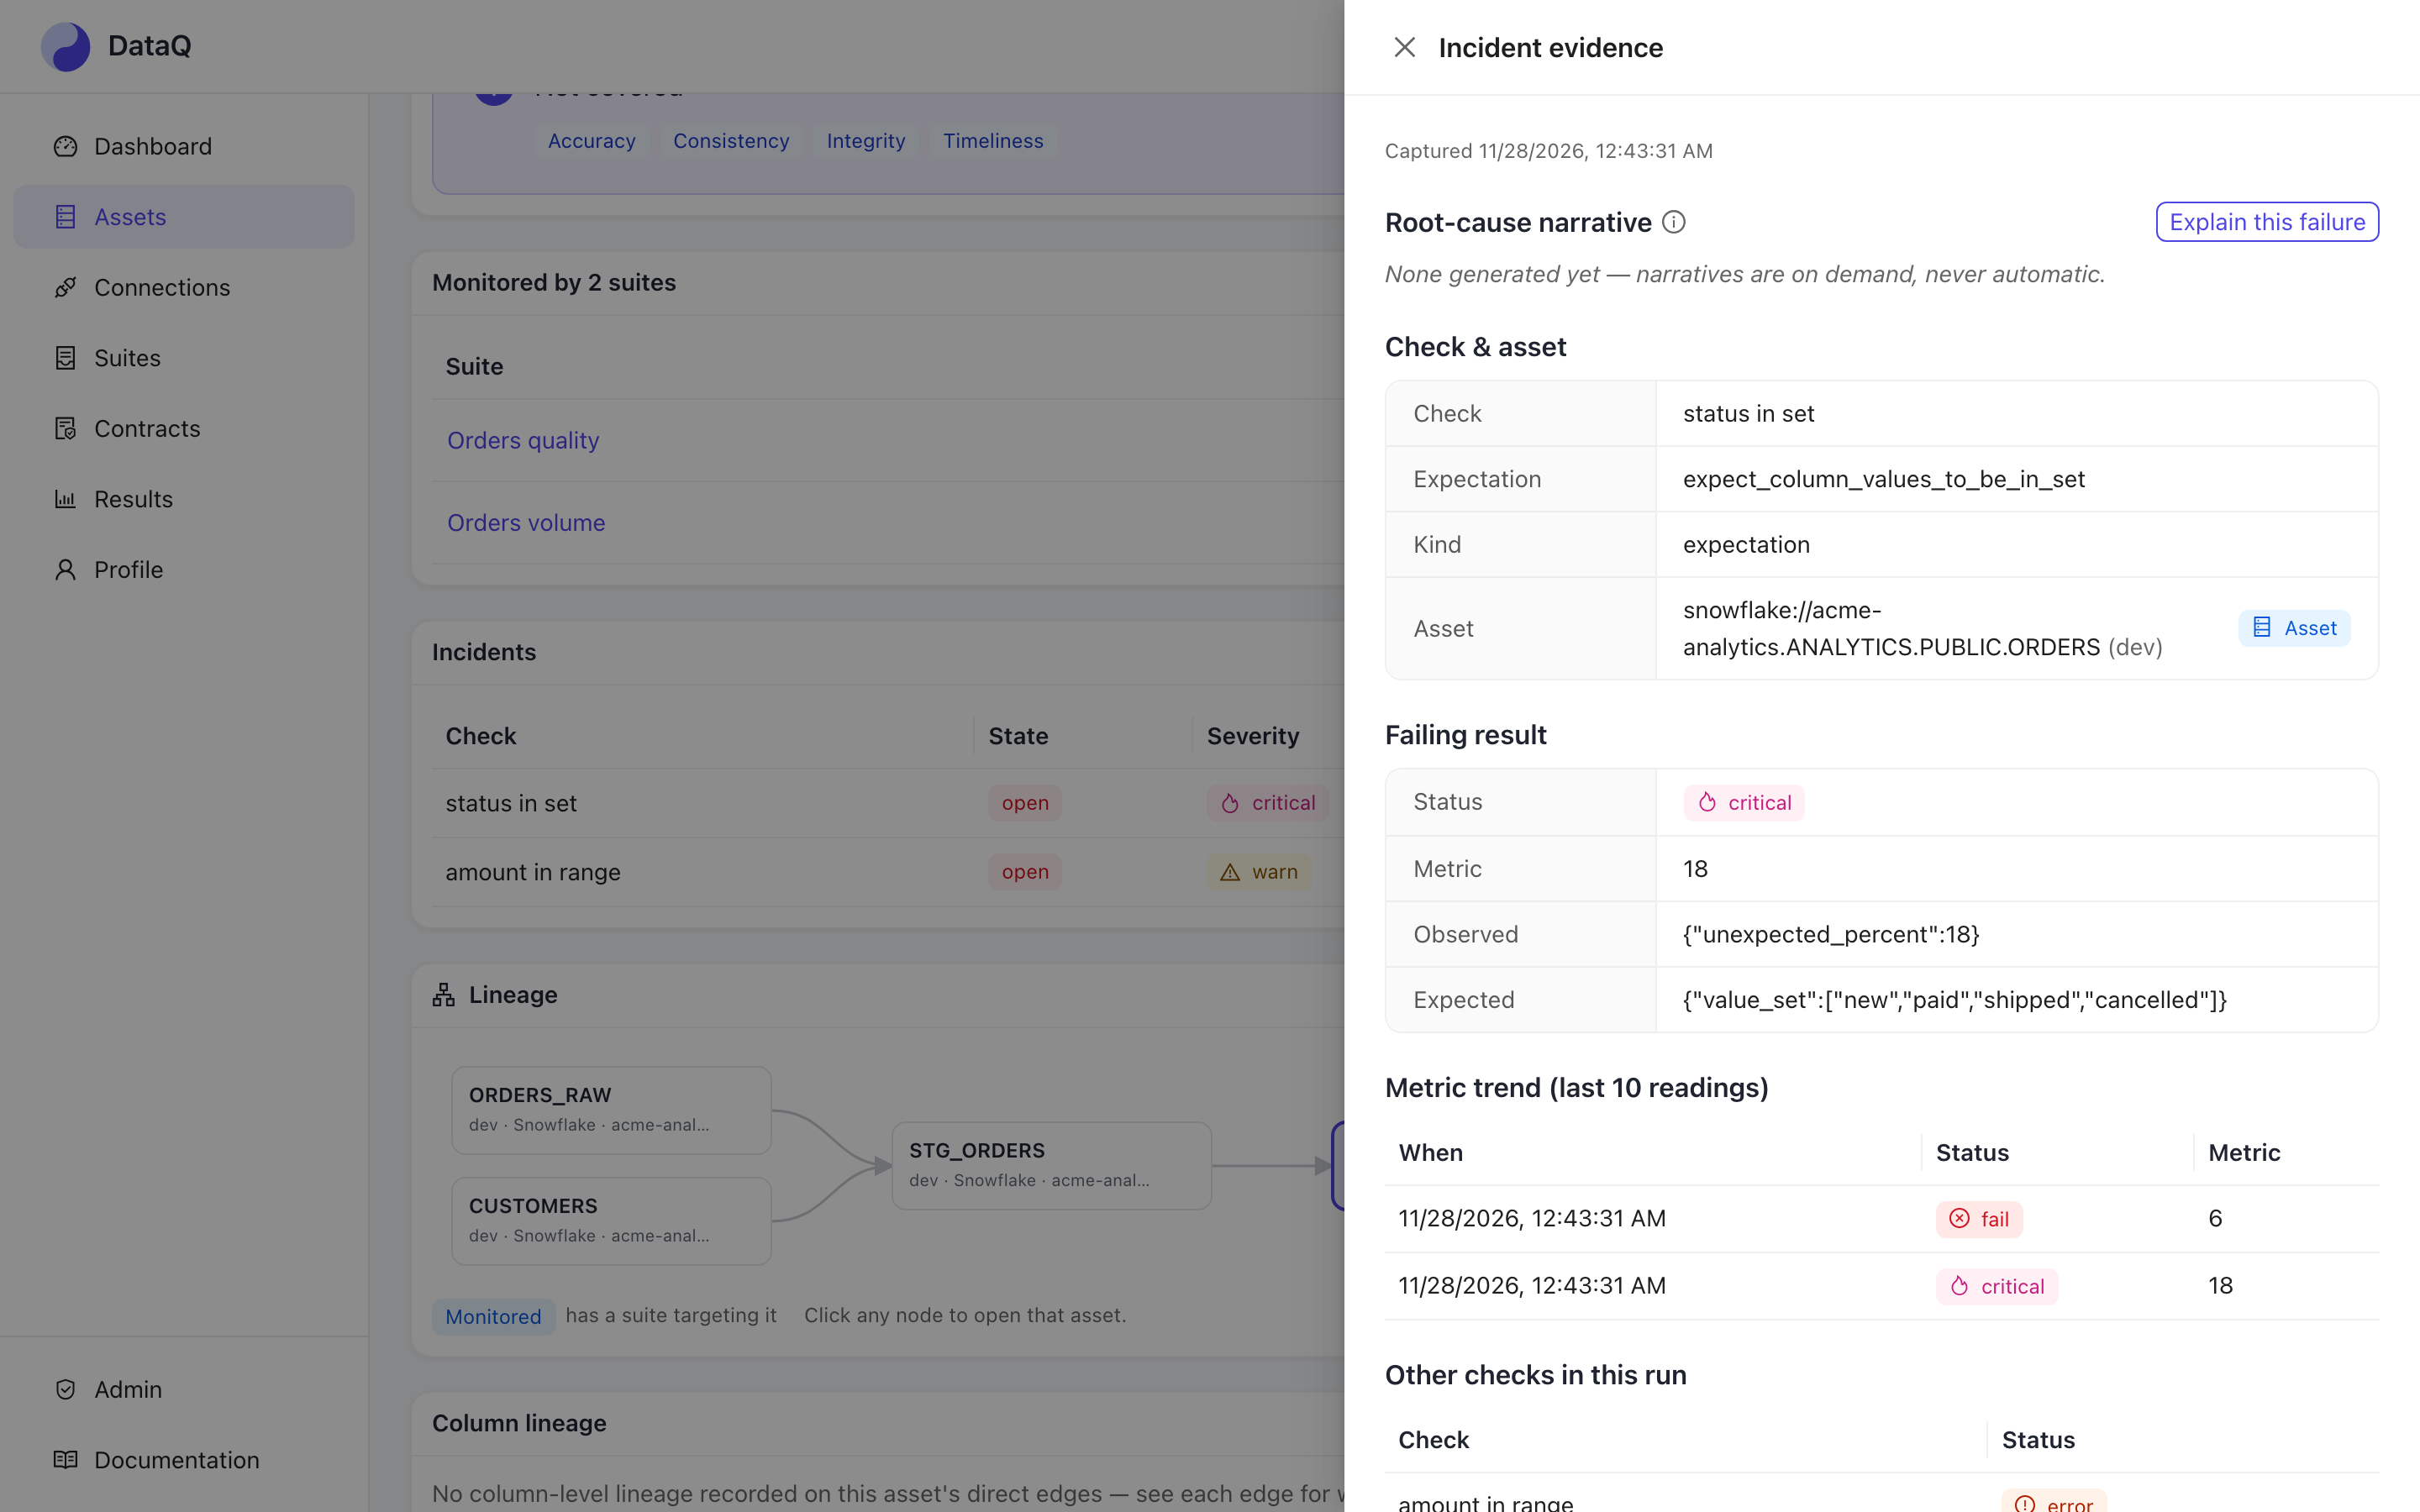 DataQ
Dashboard
Assets
Connections
Suites
Contracts
Results
Profile
Admin
Documentation
Accuracy
Consistency
Integrity
Timeliness
Monitored by 2 suites
Suite
Orders quality
Orders volume
Incidents
Check State Severity
status in set open critical
amount in range open warn
Lineage
ORDERS_RAW
dev · Snowflake · acme-anal...
CUSTOMERS
dev · Snowflake · acme-anal...
STG_ORDERS
dev · Snowflake · acme-anal...
Monitored has a suite targeting it Click any node to open that asset.
Column lineage
No column-level lineage recorded on this asset's direct edges — see each edge for
Incident evidence
Captured 11/28/2026, 12:43:31 AM
Root-cause narrative
Explain this failure
None generated yet — narratives are on demand, never automatic.
Check & asset
Check status in set
Expectation expect_column_values_to_be_in_set
Kind expectation
Asset snowflake://acme-
analytics.ANALYTICS.PUBLIC.ORDERS (dev)
Asset
Failing result
Status critical
Metric 18
Observed {"unexpected_percent":18}
Expected {"value_set":["new","paid","shipped","cancelled"]}
Metric trend (last 10 readings)
When Status Metric
11/28/2026, 12:43:31 AM fail 6
11/28/2026, 12:43:31 AM critical 18
Other checks in this run
Check Status
amount in range error